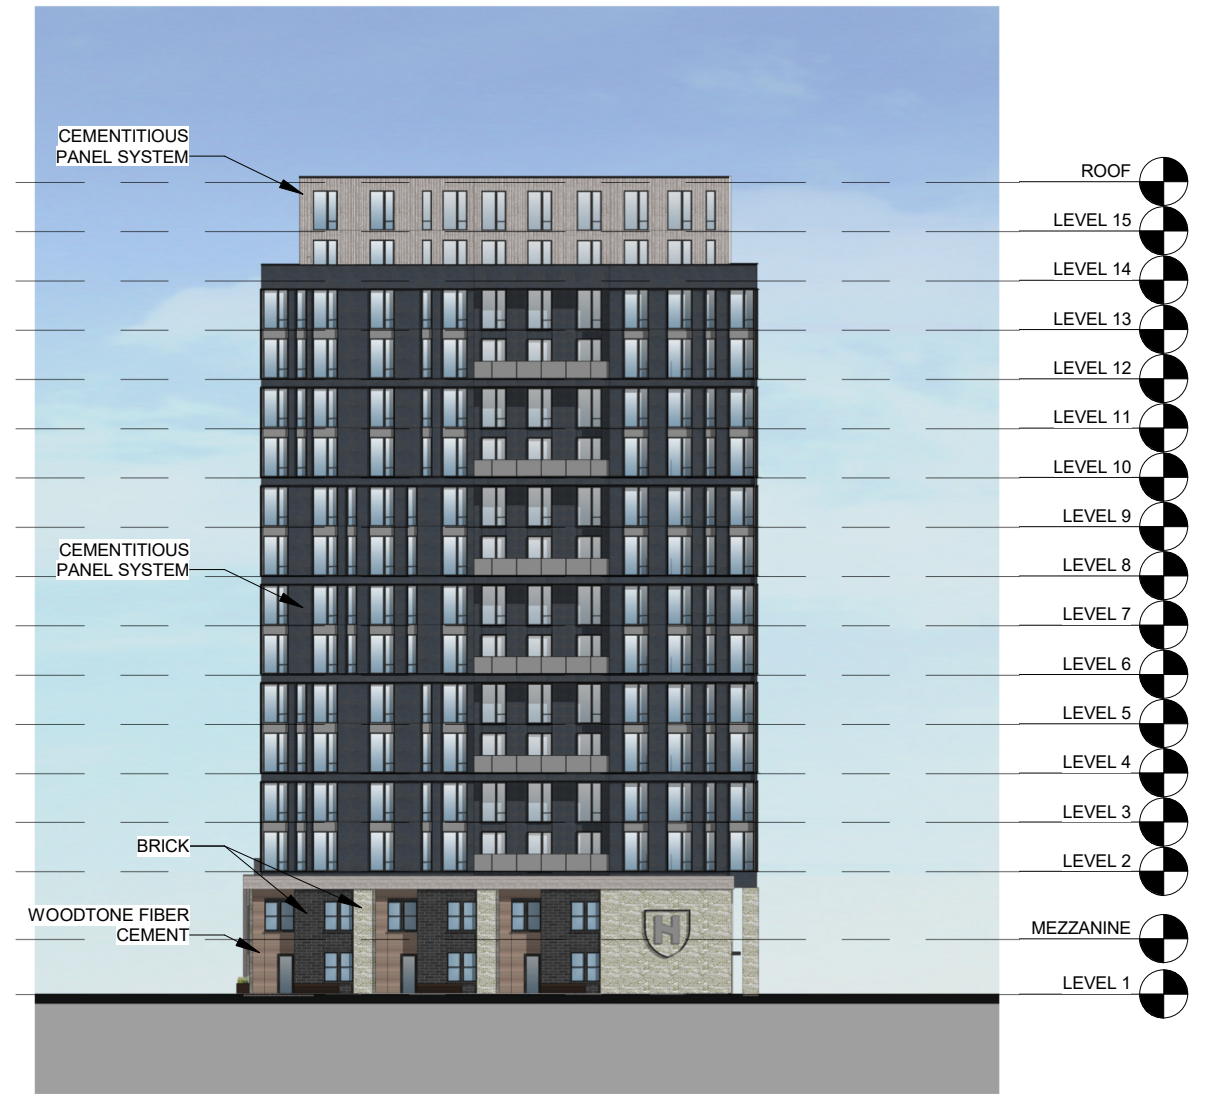 CEMENTITIOUS
PANEL SYSTEM
ROOF
LEVEL 15
LEVEL 14
LEVEL 13
LEVEL 12
LEVEL 11
LEVEL 10
LEVEL 9
CEMENTITIOUS
PANEL SYSTEM
LEVEL 8
LEVEL 7
LEVEL 6
LEVEL 5
LEVEL 4
LEVEL 3
BRICK
LEVEL 2
WOODTONE FIBER
CEMENT
H
MEZZANINE
LEVEL 1